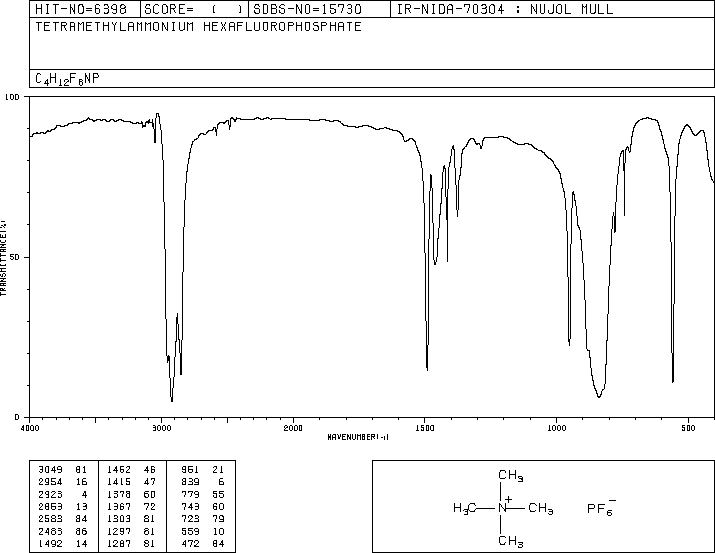 HIT-NO=6398 SCORE= ( ) SDBS-NO=15730 IR-NIDA-70304 : NUJOL MULL
TETRAMETHYLAMMONIUM HEXAFLUOROPHOSPHATE
C4H12F6NP
100
50
0
TRANSMITTANCE(%)
4000 3000 2000 1500 1000 500
WAVENUMBER(-1)
3049 81 1462 46 951 21
2954 16 1415 47 839 6
2923 4 1378 60 779 55
2853 13 1367 72 743 60
2583 84 1303 81 723 79
2483 86 1297 81 559 10
1492 14 1287 81 472 84
CH3
H3C N+ CH3 PF6−
CH3